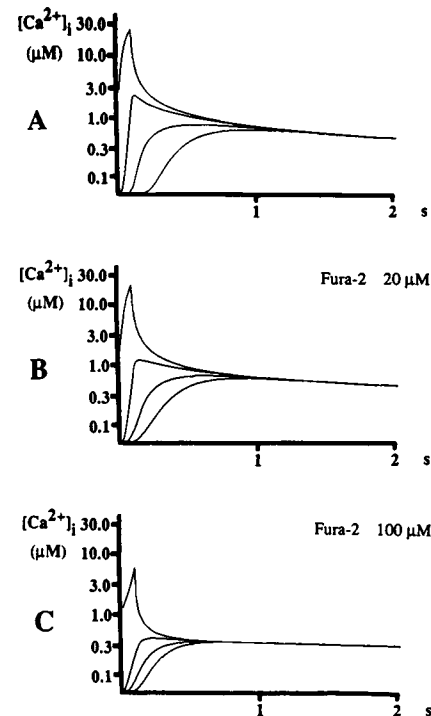 [Ca2+]i
(µM)
30.0
10.0
3.0
1.0
0.3
0.1
A
1
2
s
[Ca2+]i
(µM)
Fura-2 20 µM
30.0
10.0
3.0
1.0
0.3
0.1
B
1
2
s
[Ca2+]i
(µM)
Fura-2 100 µM
30.0
10.0
3.0
1.0
0.3
0.1
C
1
2
s